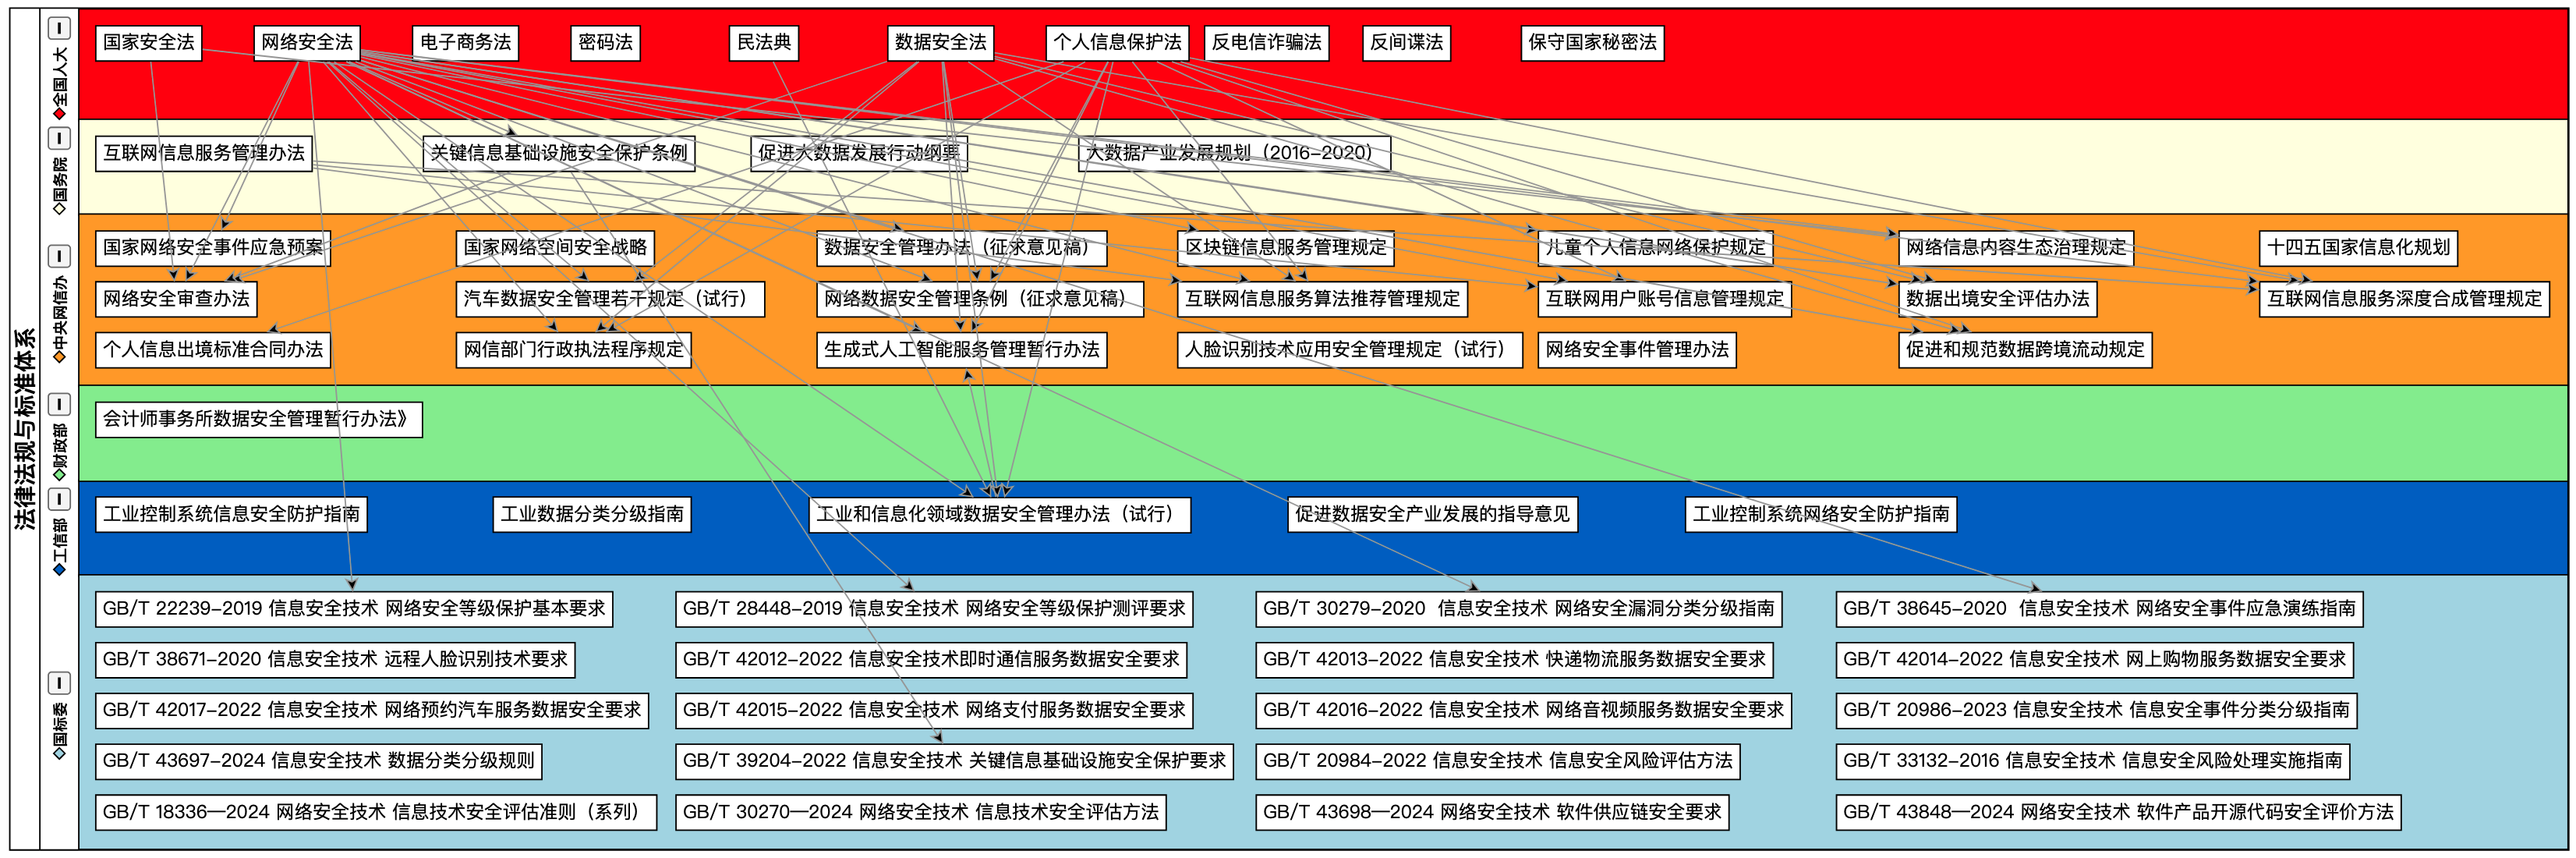 法律法规与标准体系
全国人大
国家安全法
网络安全法
电子商务法
密码法
民法典
数据安全法
个人信息保护法
反电信诈骗法
反间谍法
保守国家秘密法
国务院
互联网信息服务管理办法
关键信息基础设施安全保护条例
促进大数据发展行动纲要
大数据产业发展规划（2016–2020）
中央网信办
国家网络安全事件应急预案
国家网络空间安全战略
数据安全管理办法（征求意见稿）
区块链信息服务管理规定
儿童个人信息网络保护规定
网络信息内容生态治理规定
十四五国家信息化规划
网络安全审查办法
汽车数据安全管理若干规定（试行）
网络数据安全管理条例（征求意见稿）
互联网信息服务算法推荐管理规定
互联网用户账号信息管理规定
数据出境安全评估办法
互联网信息服务深度合成管理规定
个人信息出境标准合同办法
网信部门行政执法程序规定
生成式人工智能服务管理暂行办法
人脸识别技术应用安全管理规定（试行）
网络安全事件管理办法
促进和规范数据跨境流动规定
财政部
会计师事务所数据安全管理暂行办法》
工信部
工业控制系统信息安全防护指南
工业数据分类分级指南
工业和信息化领域数据安全管理办法（试行）
促进数据安全产业发展的指导意见
工业控制系统网络安全防护指南
国标委
GB/T 22239–2019 信息安全技术 网络安全等级保护基本要求
GB/T 28448–2019 信息安全技术 网络安全等级保护测评要求
GB/T 30279–2020  信息安全技术 网络安全漏洞分类分级指南
GB/T 38645–2020  信息安全技术 网络安全事件应急演练指南
GB/T 38671–2020 信息安全技术 远程人脸识别技术要求
GB/T 42012–2022 信息安全技术即时通信服务数据安全要求
GB/T 42013–2022 信息安全技术 快递物流服务数据安全要求
GB/T 42014–2022 信息安全技术 网上购物服务数据安全要求
GB/T 42017–2022 信息安全技术 网络预约汽车服务数据安全要求
GB/T 42015–2022 信息安全技术 网络支付服务数据安全要求
GB/T 42016–2022 信息安全技术 网络音视频服务数据安全要求
GB/T 20986–2023 信息安全技术 信息安全事件分类分级指南
GB/T 43697–2024 信息安全技术 数据分类分级规则
GB/T 39204–2022 信息安全技术 关键信息基础设施安全保护要求
GB/T 20984–2022 信息安全技术 信息安全风险评估方法
GB/T 33132–2016 信息安全技术 信息安全风险处理实施指南
GB/T 18336—2024 网络安全技术 信息技术安全评估准则（系列）
GB/T 30270—2024 网络安全技术 信息技术安全评估方法
GB/T 43698—2024 网络安全技术 软件供应链安全要求
GB/T 43848—2024 网络安全技术 软件产品开源代码安全评价方法